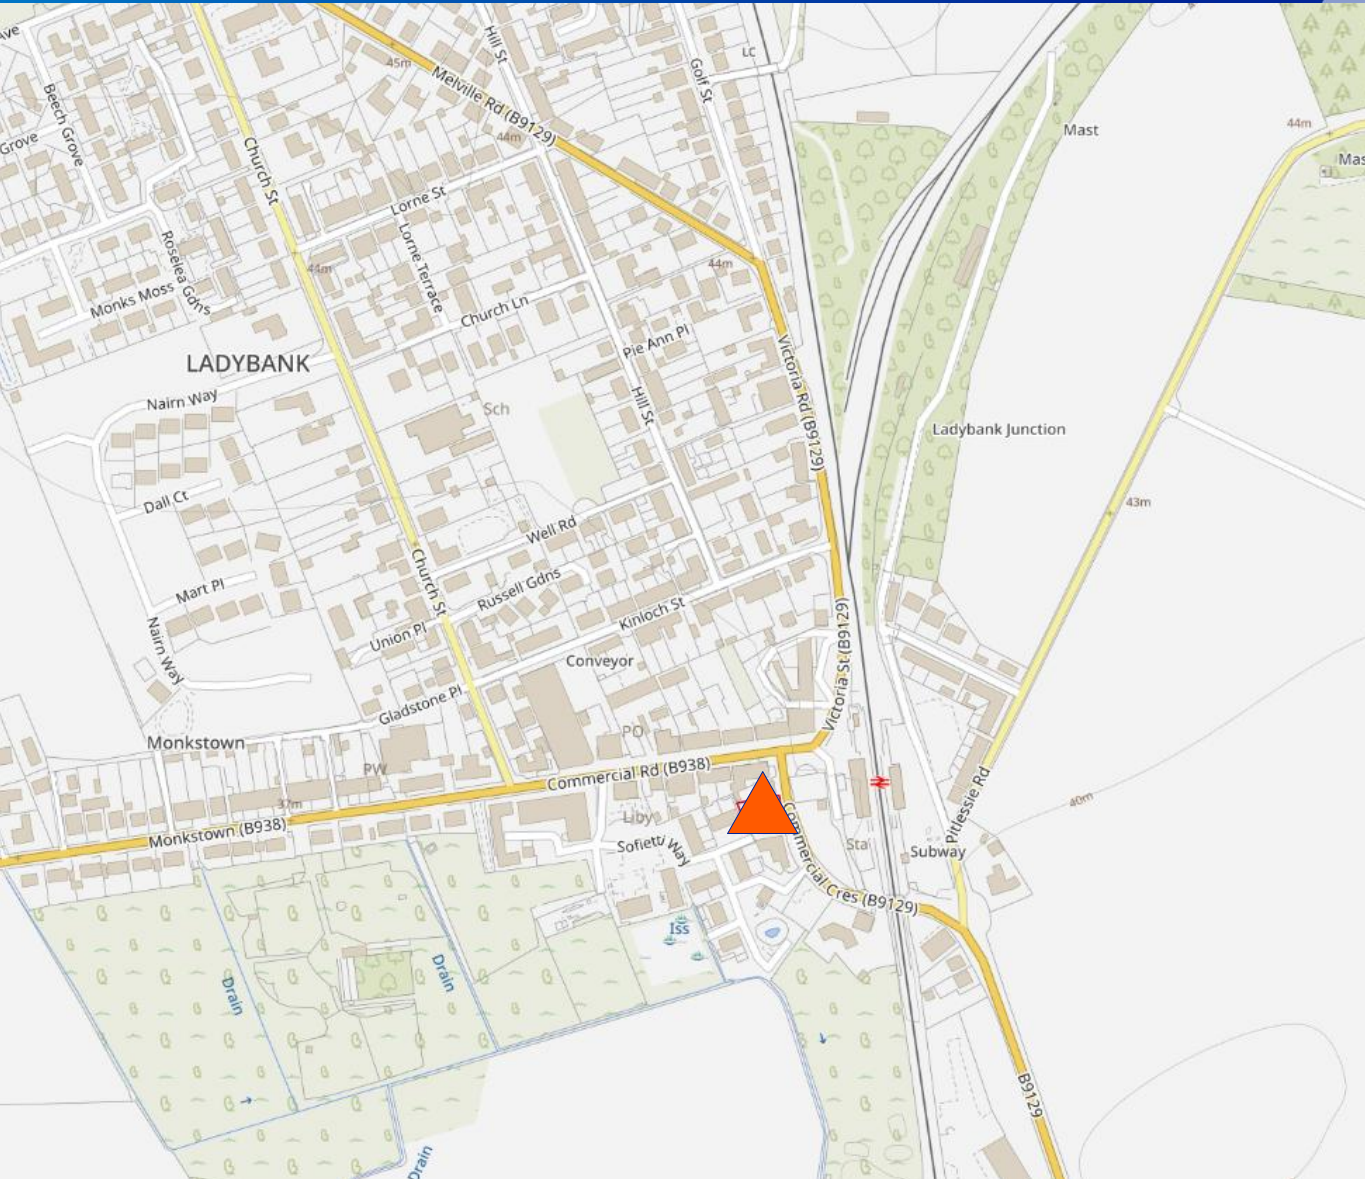 Ave
Hill St
LC
45m
Golf St
Melville Rd (B9129)
Beech Grove
Grove
44m
Mast
44m
Mas
Church St
Lorne St
Roselea Gdns
Lorne Terrace
44m
44m
Monks Moss
Church Ln
Pie Ann Pl
Victoria Rd (B9129)
LADYBANK
Nairn Way
Sch
Hill St
Ladybank Junction
Dall Ct
43m
Well Rd
Church St
Russell Gdns
Mart Pl
Kinloch St
Union Pl
Victoria St (B9129)
Nairn Way
Conveyor
Gladstone Pl
Monkstown
PO
PW
Commercial Rd (B938)
Pitlessie Rd
40m
37m
Monkstown (B938)
Liby
Commercial Cres (B9129)
Sofietti Way
Sta
Subway
Iss
Drain
Drain
B9129
Drain